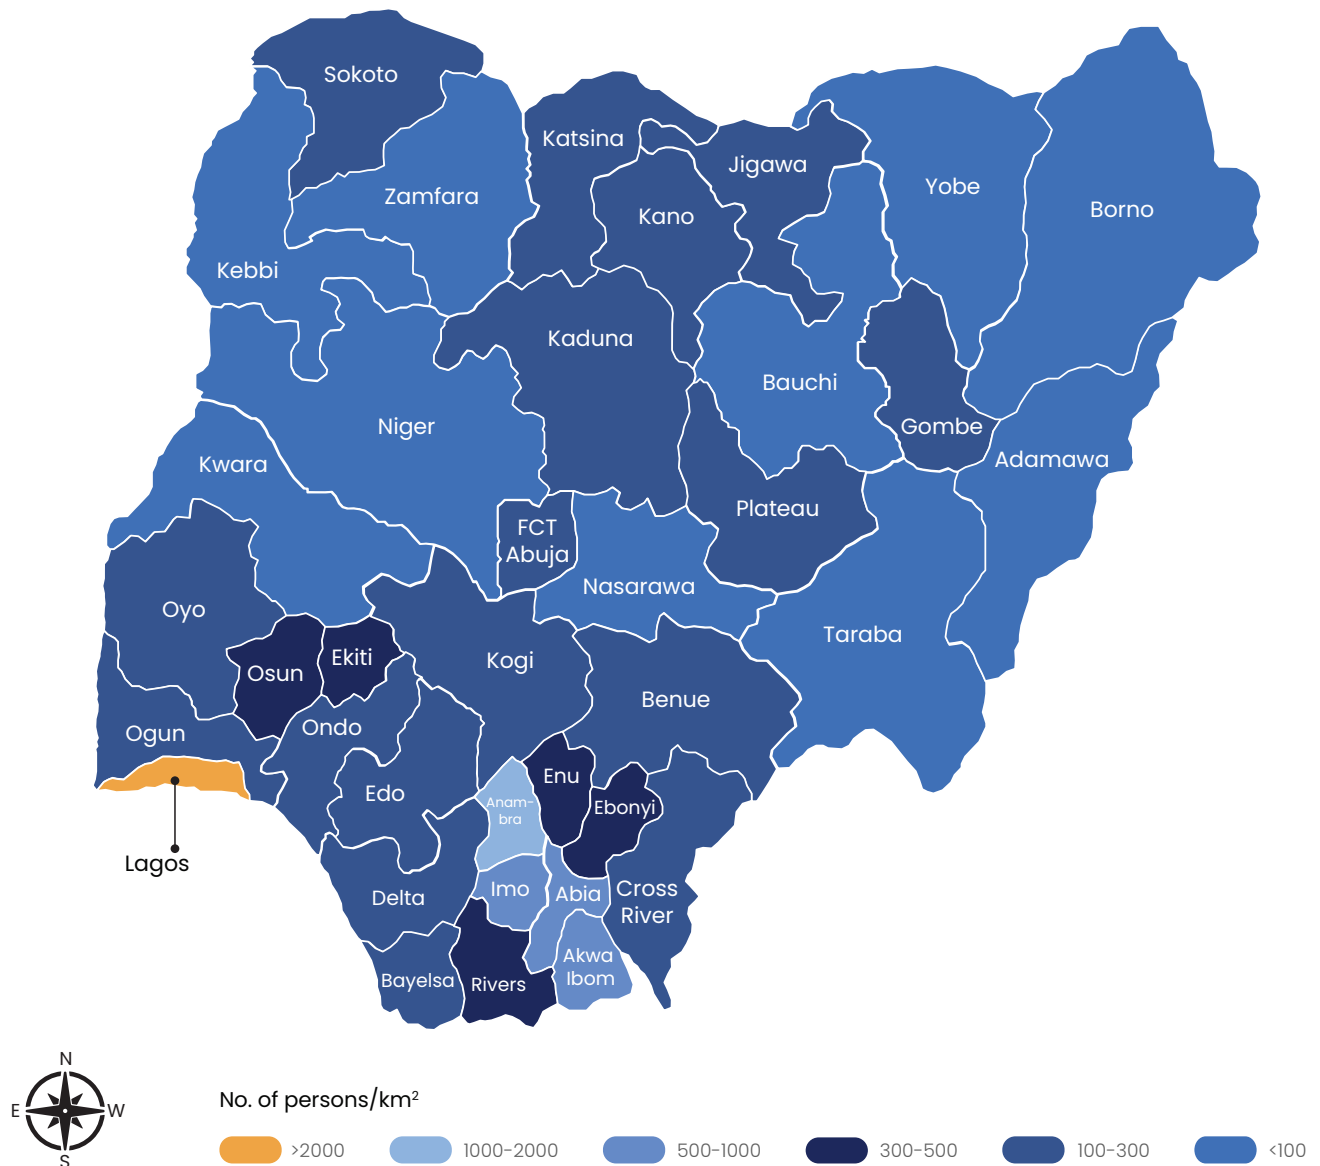 Sokoto
Katsina
Jigawa
Zamfara
Yobe
Kano
Borno
Kebbi
Kaduna
Bauchi
Niger
Gombe
Adamawa
Kwara
Plateau
FCT
Abuja
Nasarawa
Oyo
Taraba
Ekiti
Kogi
Osun
Benue
Ondo
Ogun
Enu
Edo
Anam-
bra
Ebonyi
Lagos
Imo
Abia
Cross
River
Delta
Akwa
Ibom
Bayelsa
Rivers
N
E
W
S
No. of persons/km²
>2000
1000-2000
500-1000
300-500
100-300
<100